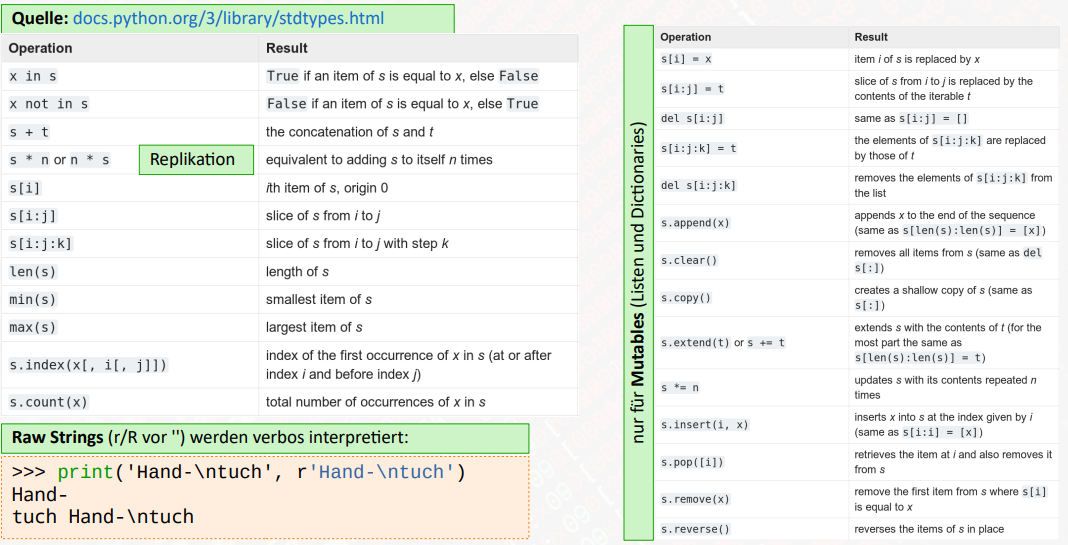 Quelle: docs.python.org/3/library/stdtypes.html
Operation Result
x in s True if an item of s is equal to x, else False
x not in s False if an item of s is equal to x, else True
s + t the concatenation of s and t
s * n or n * s Replikation equivalent to adding s to itself n times
s[i] ith item of s, origin 0
s[i:j] slice of s from i to j
s[i:j:k] slice of s from i to j with step k
len(s) length of s
min(s) smallest item of s
max(s) largest item of s
s.index(x[, i[, j]]) index of the first occurrence of x in s (at or after
index i and before index j)
s.count(x) total number of occurrences of x in s
Raw Strings (r/R vor '') werden verbos interpretiert:
>>> print('Hand-\ntuch', r'Hand-\ntuch')
Hand-
tuch Hand-\ntuch
nur für Mutables (Listen und Dictionaries)
Operation Result
s[i] = x item i of s is replaced by x
s[i:j] = t slice of s from i to j is replaced by the
contents of the iterable t
del s[i:j] same as s[i:j] = []
s[i:j:k] = t the elements of s[i:j:k] are replaced
by those of t
del s[i:j:k] removes the elements of s[i:j:k] from
the list
s.append(x) appends x to the end of the sequence
(same as s[len(s):len(s)] = [x])
s.clear() removes all items from s (same as del
s[:])
s.copy() creates a shallow copy of s (same as
s[:])
s.extend(t) or s += t extends s with the contents of t (for the
most part the same as
s[len(s):len(s)] = t)
s *= n updates s with its contents repeated n
times
s.insert(i, x) inserts x into s at the index given by i
(same as s[i:i] = [x])
s.pop([i]) retrieves the item at i and also removes it
from s
s.remove(x) remove the first item from s where s[i]
is equal to x
s.reverse() reverses the items of s in place